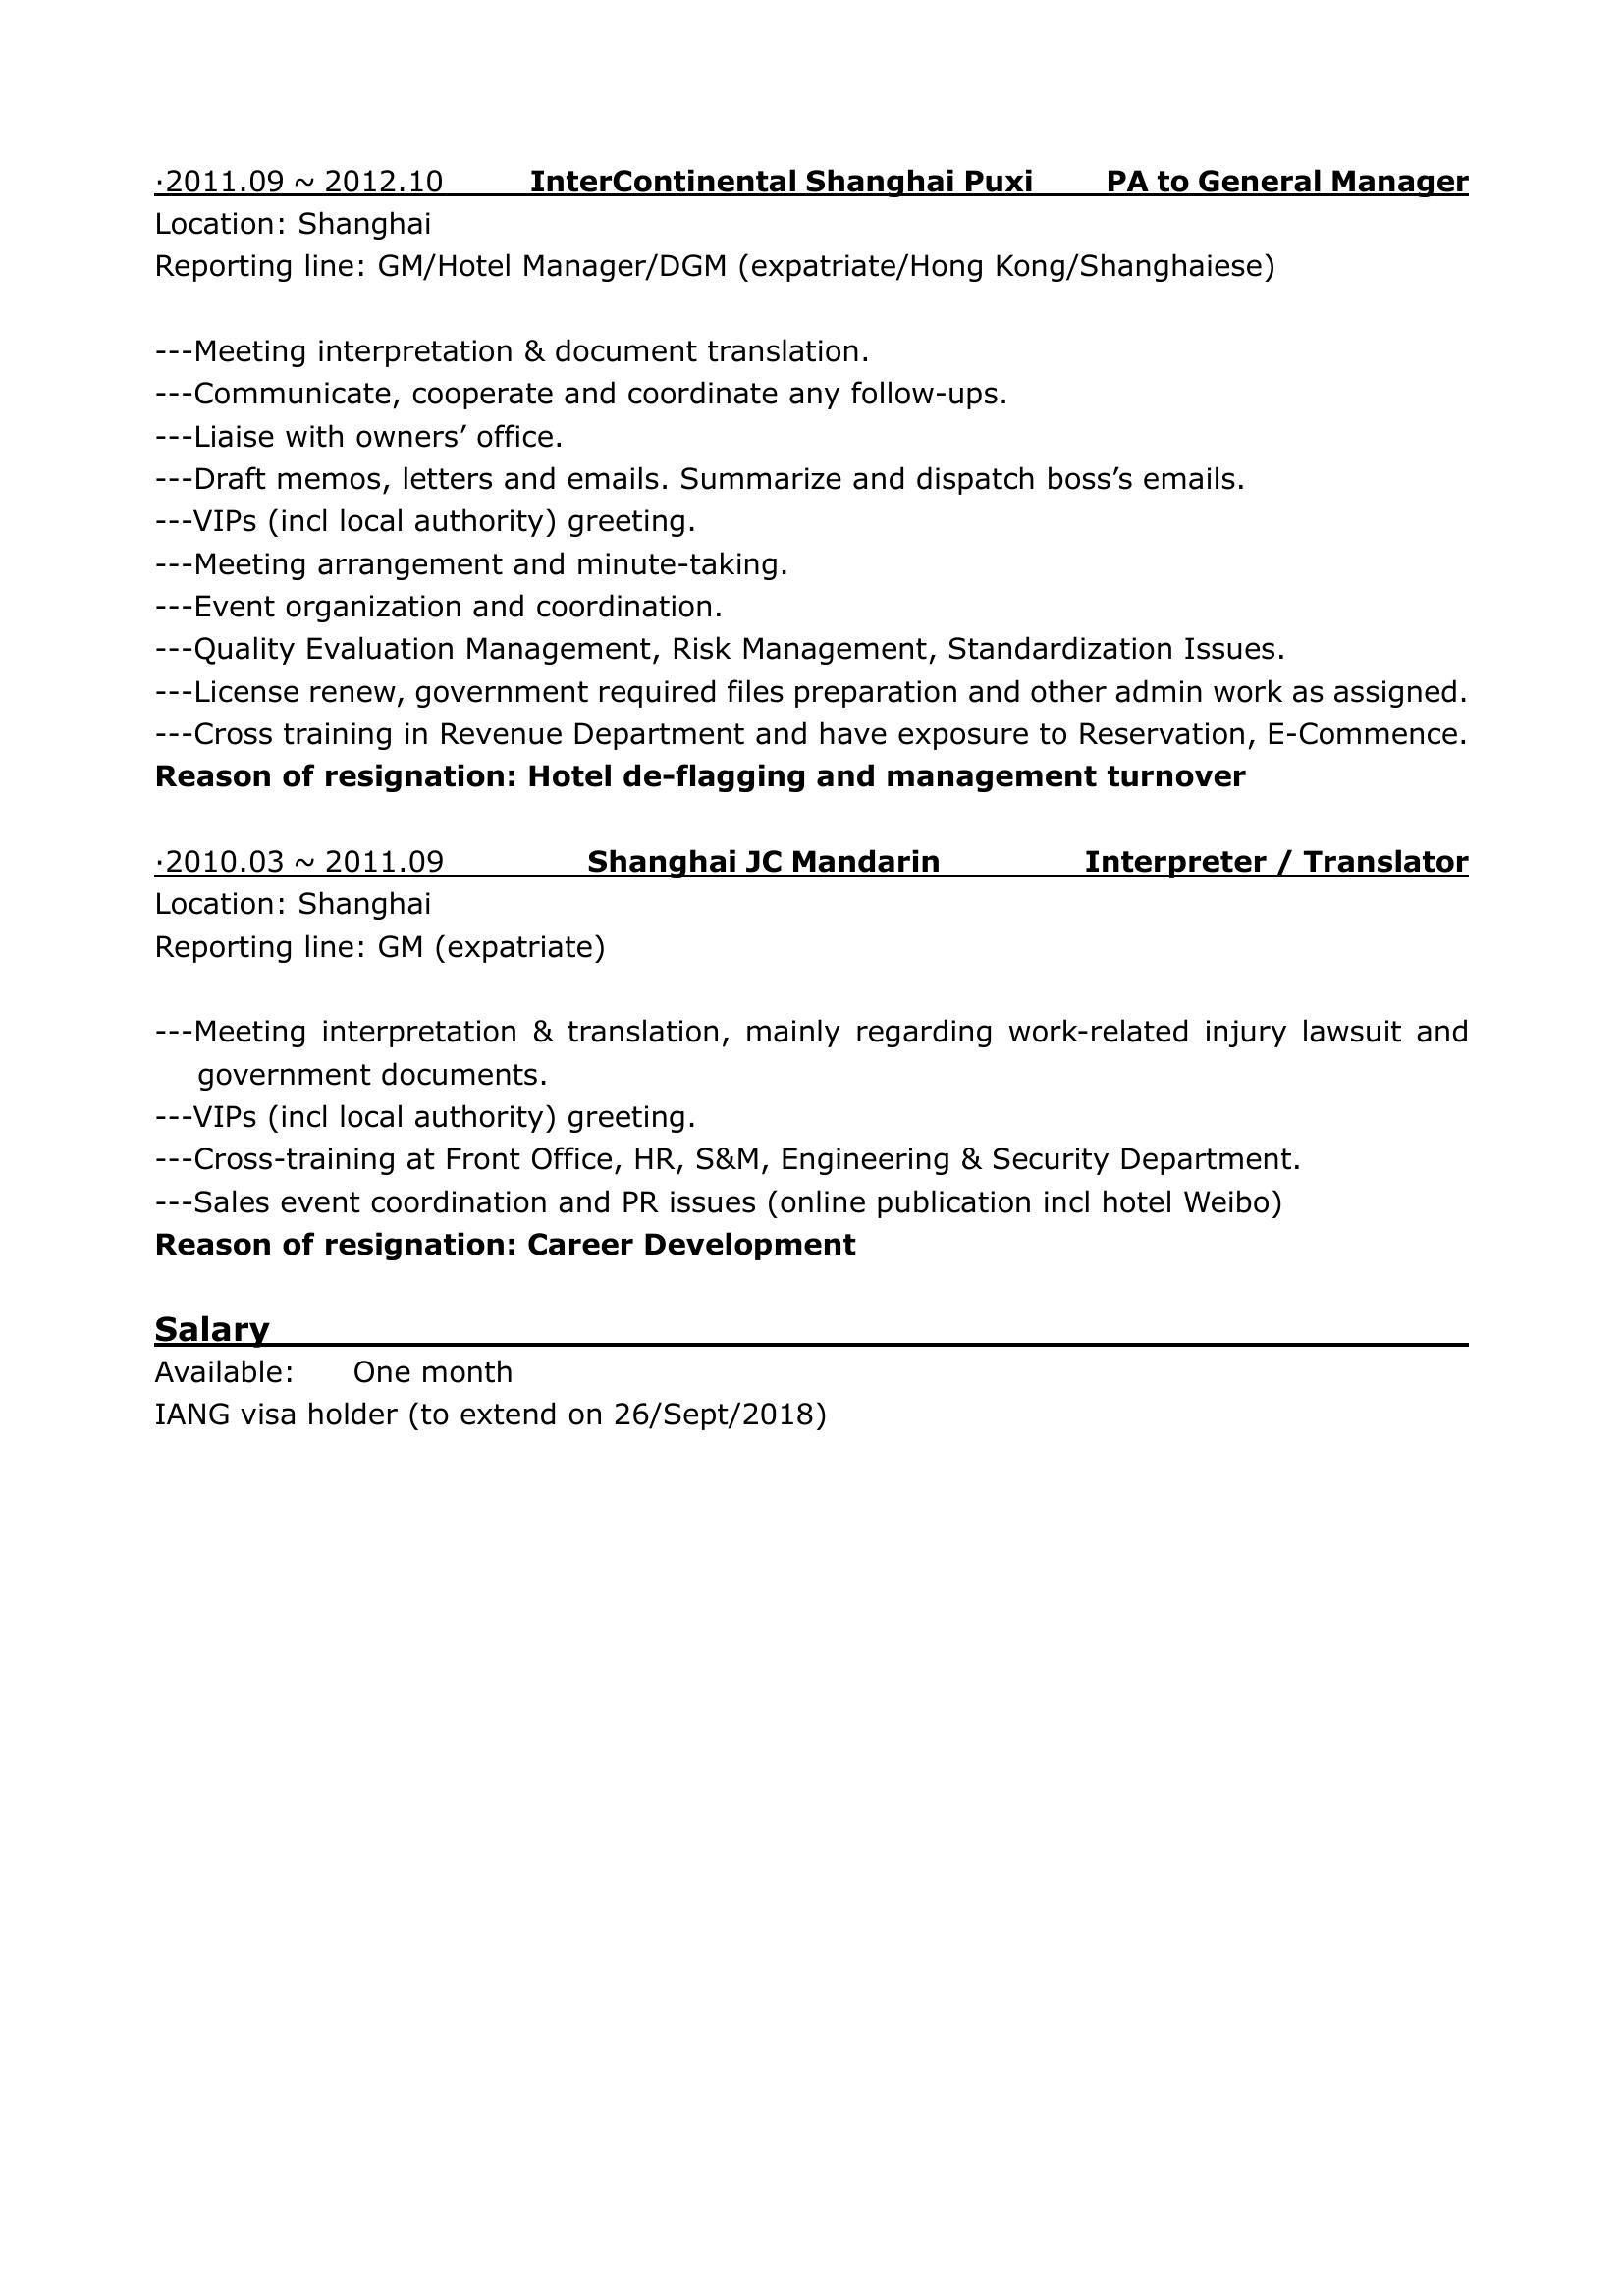 ·2011.09 ~ 2012.10 InterContinental Shanghai Puxi PA to General Manager
Location: Shanghai
Reporting line: GM/Hotel Manager/DGM (expatriate/Hong Kong/Shanghaiese)
---Meeting interpretation & document translation.
---Communicate, cooperate and coordinate any follow-ups.
---Liaise with owners’ office.
---Draft memos, letters and emails. Summarize and dispatch boss’s emails.
---VIPs (incl local authority) greeting.
---Meeting arrangement and minute-taking.
---Event organization and coordination.
---Quality Evaluation Management, Risk Management, Standardization Issues.
---License renew, government required files preparation and other admin work as assigned.
---Cross training in Revenue Department and have exposure to Reservation, E-Commence.
Reason of resignation: Hotel de-flagging and management turnover
·2010.03 ~ 2011.09 Shanghai JC Mandarin Interpreter / Translator
Location: Shanghai
Reporting line: GM (expatriate)
---Meeting interpretation & translation, mainly regarding work-related injury lawsuit and
government documents.
---VIPs (incl local authority) greeting.
---Cross-training at Front Office, HR, S&M, Engineering & Security Department.
---Sales event coordination and PR issues (online publication incl hotel Weibo)
Reason of resignation: Career Development
Salary
Available: One month
IANG visa holder (to extend on 26/Sept/2018)